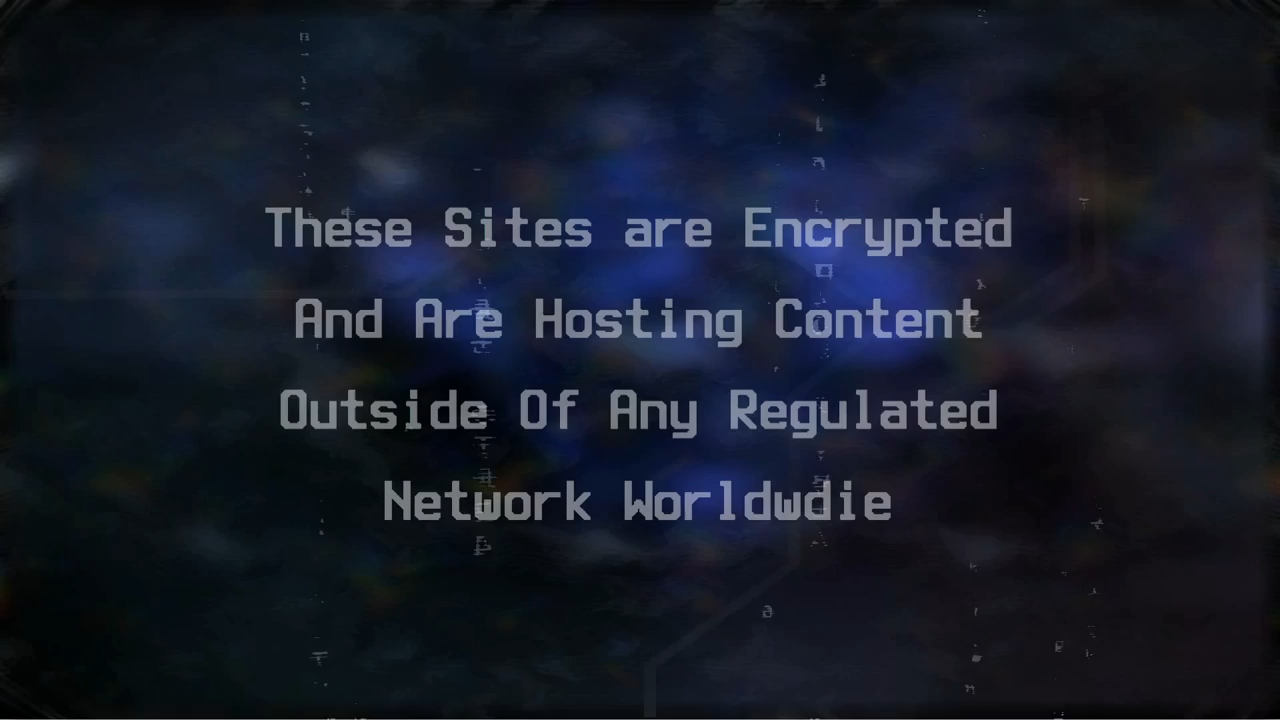 These Sites are Encrypted
And Are Hosting Content
Outside Of Any Regulated
Network Worldwdie